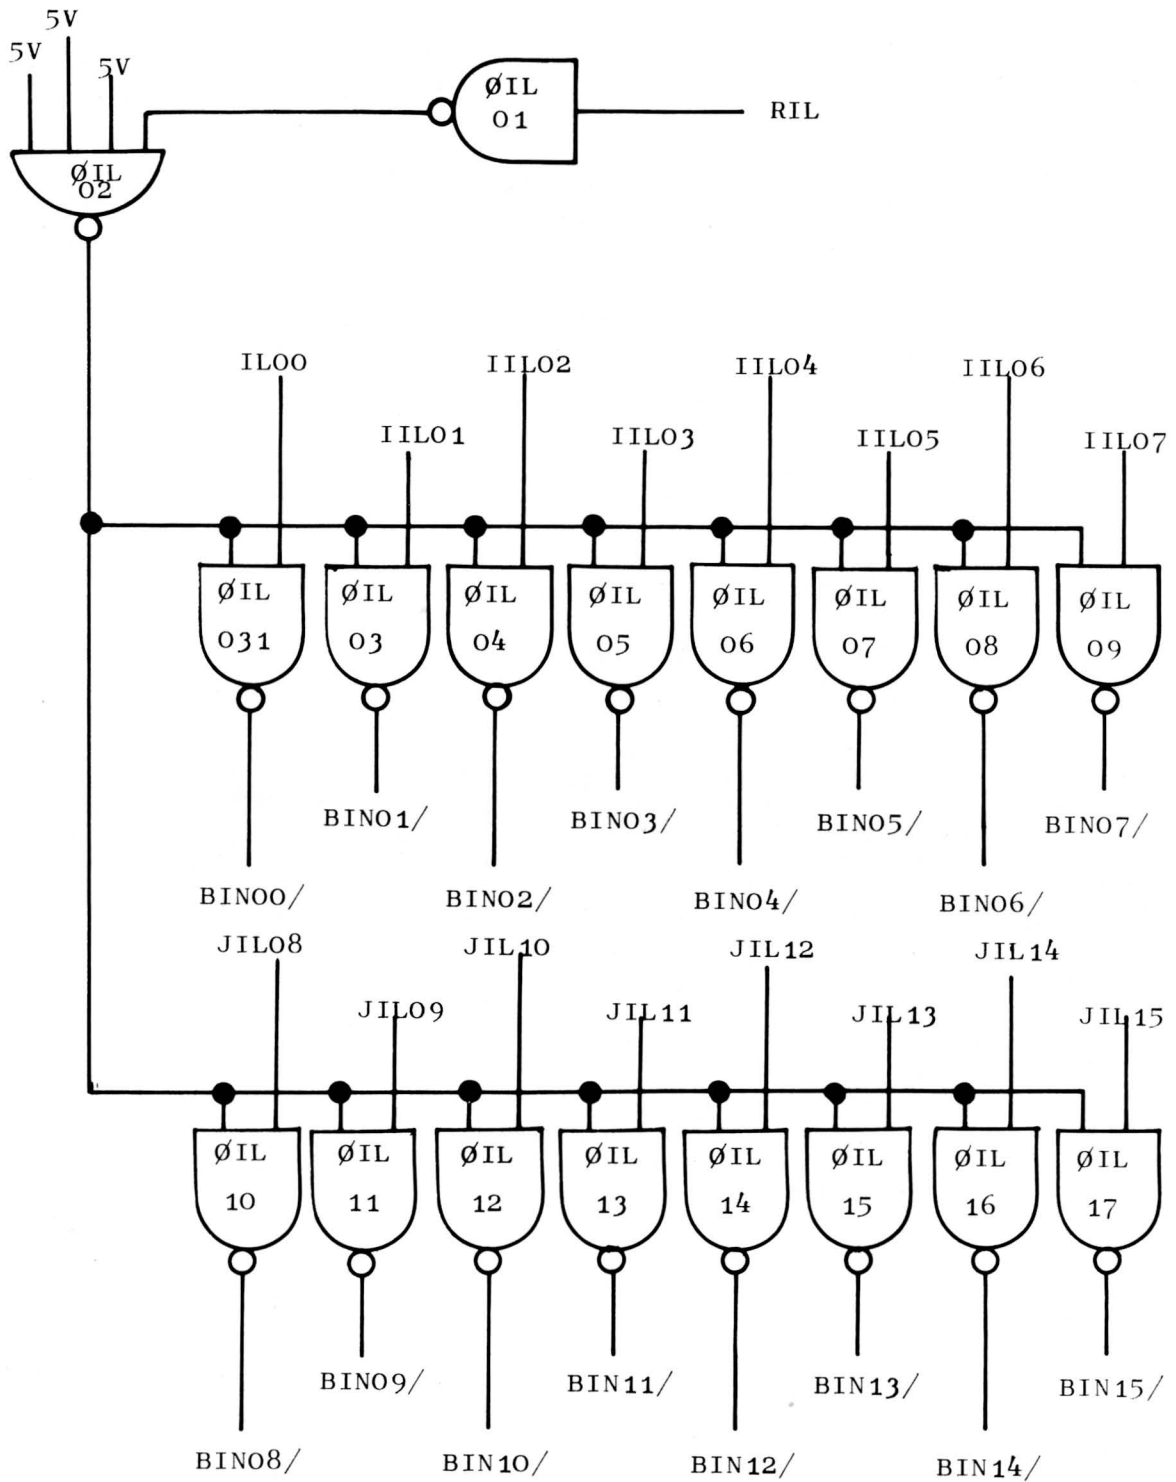 5V
5V
5V
ØIL
01
RIL
ØIL
02
IL00
IIL02
IIL04
IIL06
IIL01
IIL03
IIL05
IIL07
ØIL
031
ØIL
03
ØIL
04
ØIL
05
ØIL
06
ØIL
07
ØIL
08
ØIL
09
BIN01/
BIN03/
BIN05/
BIN07/
BIN00/
BIN02/
BIN04/
BIN06/
JIL08
JIL10
JIL12
JIL14
JIL09
JIL11
JIL13
JIL15
ØIL
10
ØIL
11
ØIL
12
ØIL
13
ØIL
14
ØIL
15
ØIL
16
ØIL
17
BIN09/
BIN11/
BIN13/
BIN15/
BIN08/
BIN10/
BIN12/
BIN14/